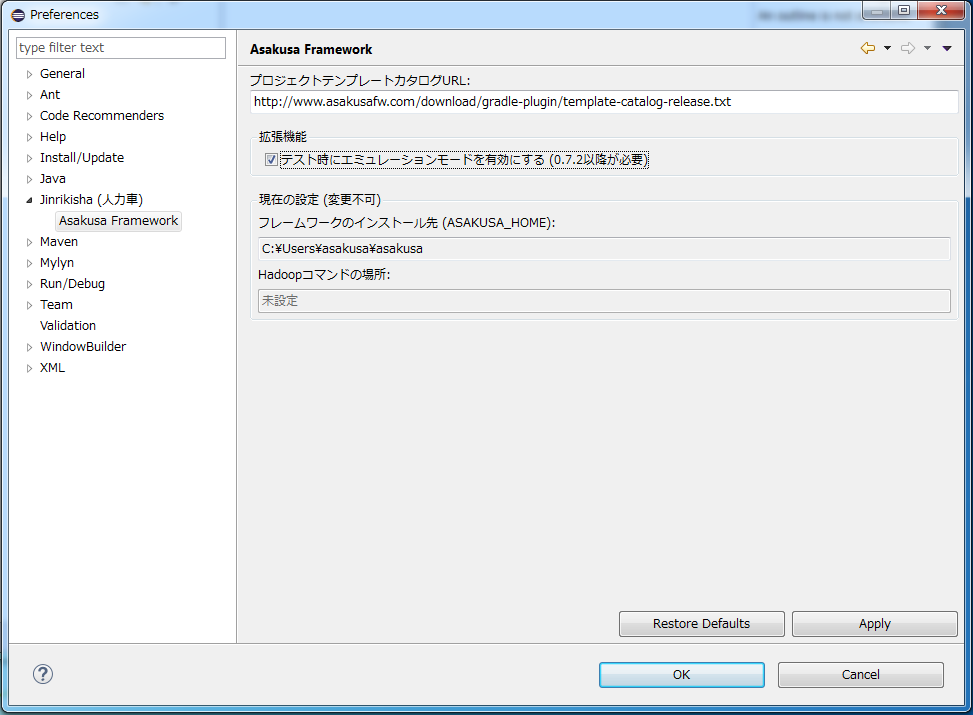 Preferences
type filter text
General
Ant
Code Recommenders
Help
Install/Update
Java
Jinrikisha (人力車)
Asakusa Framework
Maven
Mylyn
Run/Debug
Team
Validation
WindowBuilder
XML
Asakusa Framework
プロジェクトテンプレートカタログURL:
http://www.asakusafw.com/download/gradle-plugin/template-catalog-release.txt
拡張機能
テスト時にエミュレーションモードを有効にする (0.7.2以降が必要)
現在の設定 (変更不可)
フレームワークのインストール先 (ASAKUSA_HOME):
C:¥Users¥asakusa¥asakusa
Hadoopコマンドの場所:
未設定
Restore Defaults
Apply
?
OK
Cancel